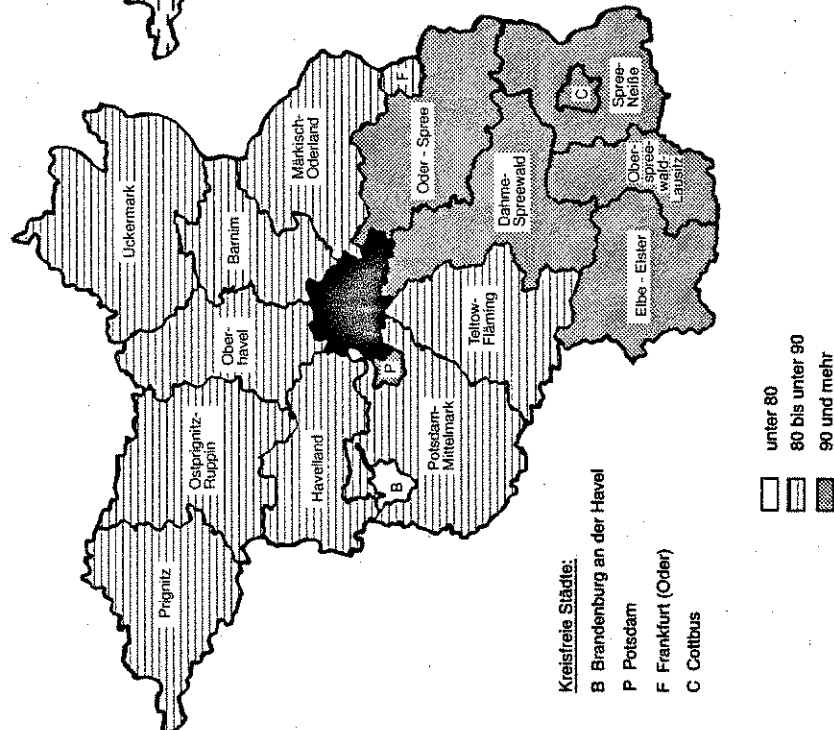 Uckermark
Prignitz
Ostprignitz-
Ruppin
Ober-
havel
Barnim
Märkisch-
Oderland
Havelland
B
P
Potsdam-
Mittelmark
Teltow-
Fläming
F
Oder - Spree
Dahme-
Spreewald
C
Spree-
Neiße
Ober-
spree-
wald-
Lausitz
Elbe - Elster
Kreisfreie Städte:
B Brandenburg an der Havel
P Potsdam
F Frankfurt (Oder)
C Cottbus
unter 80
80 bis unter 90
90 und mehr